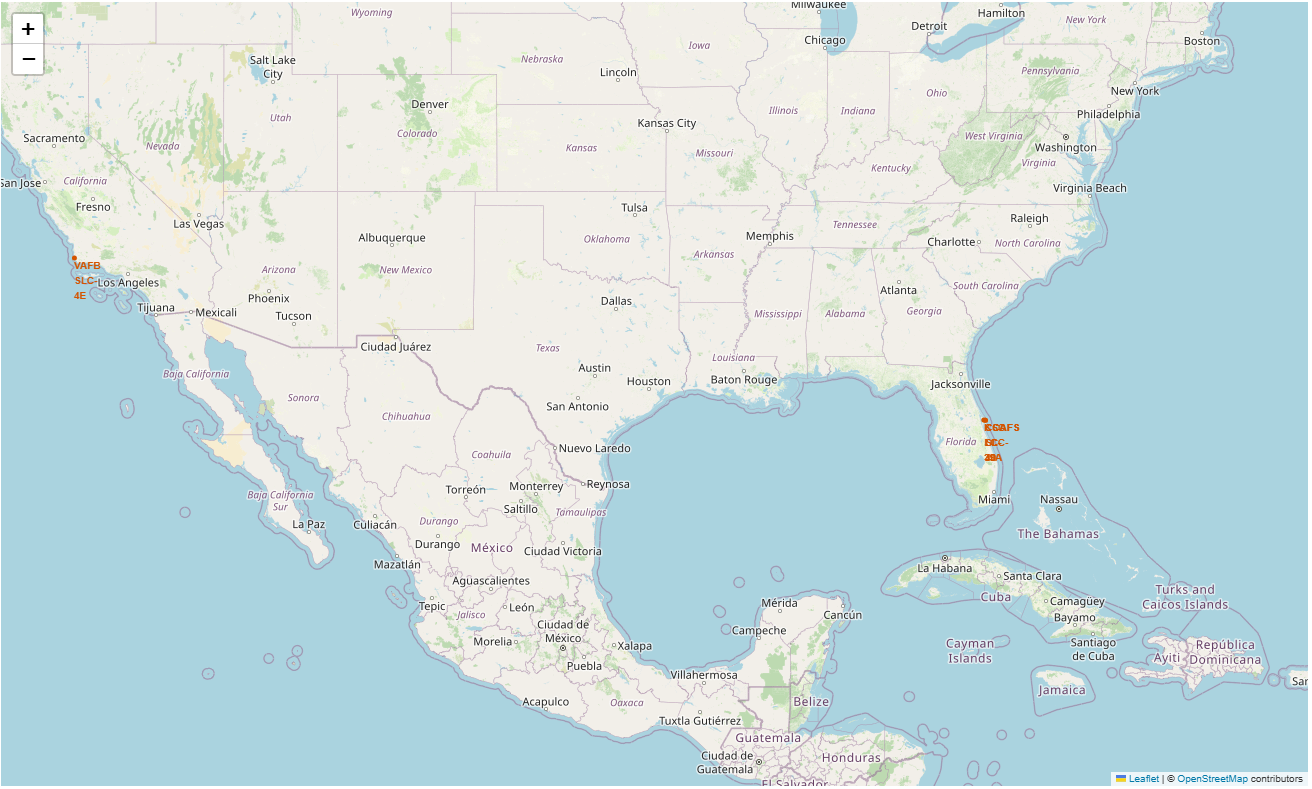 Milwaukee
Hamilton
Wyoming
New York
Detroit
+
Chicago
Boston
Iowa
−
Salt Lake
City
Nebraska
Lincoln
Pennsylvania
New York
Ohio
Denver
Illinois
Indiana
Philadelphia
Utah
Kansas City
Colorado
Sacramento
Nevada
Kansas
Missouri
West Virginia
Washington
Virginia
Kentucky
San Jose
California
Virginia Beach
Fresno
Tulsa
Las Vegas
Raleigh
Tennessee
Albuquerque
Oklahoma
Memphis
Charlotte
North Carolina
Arkansas
VAFB
SLC-
4E
Los Angeles
Arizona
New Mexico
Phoenix
Atlanta
South Carolina
Dallas
Tijuana
Mexicali
Tucson
Mississippi
Alabama
Georgia
Ciudad Juárez
Texas
Louisiana
Baja California
Austin
Houston
Baton Rouge
Jacksonville
Sonora
San Antonio
Chihuahua
Florida
Nuevo Laredo
Coahuila
Torreón
Monterrey
Reynosa
Baja California
Sur
Saltillo
Tamaulipas
Miami
Nassau
La Paz
Culiacán
Durango
The Bahamas
Durango
México
Ciudad Victoria
Mazatlán
La Habana
Santa Clara
Aguascalientes
Cuba
Camagüey
Turks and
Caicos Islands
Tepic
León
Mérida
Jalisco
Cancún
Bayamo
Ciudad de
México
Campeche
Morelia
Xalapa
Cayman
Islands
Santiago
de Cuba
República
Dominicana
Ayiti
Puebla
Villahermosa
Jamaica
Acapulco
Oaxaca
Belize
Tuxtla Gutiérrez
Guatemala
Ciudad de
Guatemala
Honduras
El Salvador
Leaflet | © OpenStreetMap contributors